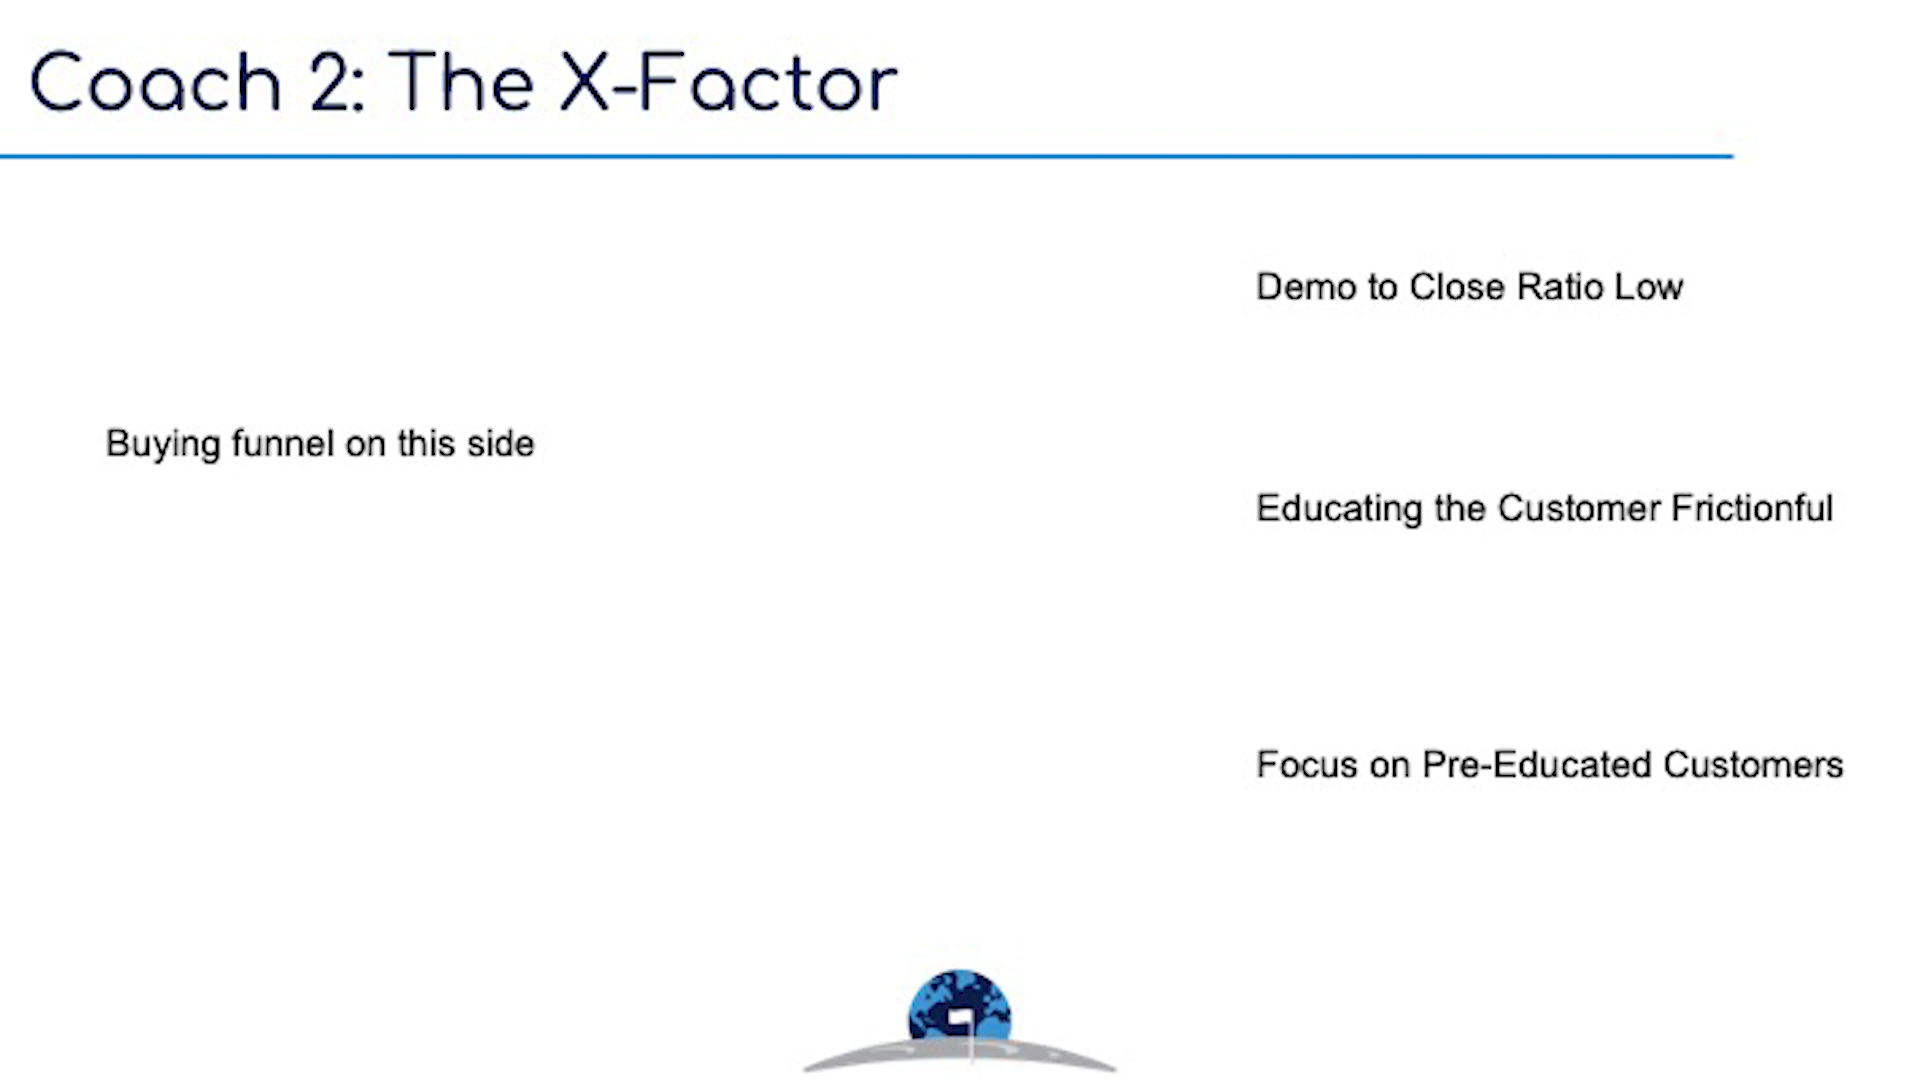 Coach 2: The X-Factor
Demo to Close Ratio Low
Buying funnel on this side
Educating the Customer Frictionful
Focus on Pre-Educated Customers